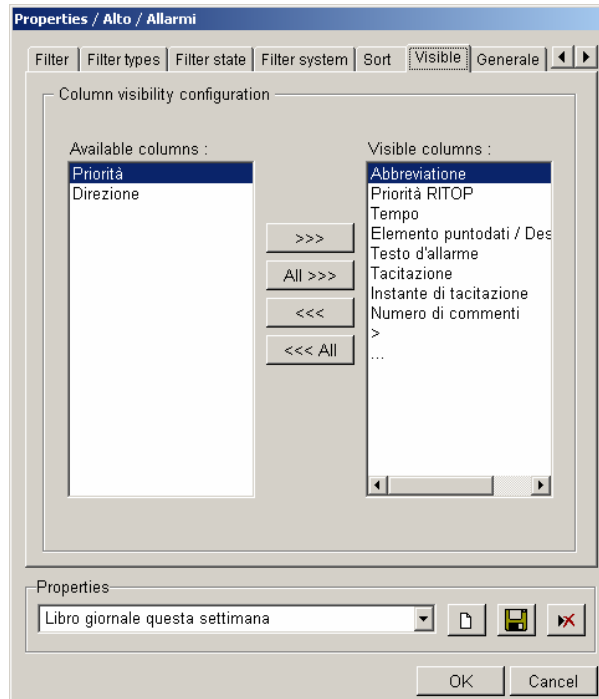 Properties / Alto / Allarmi
Filter Filter types Filter state Filter system Sort Visible Generale
Column visibility configuration
Available columns :
Priorità
Direzione
>>>
All >>>
<<<
<<< All
Visible columns :
Abbreviatione
Priorità RITOP
Tempo
Elemento puntodati / Des
Testo d'allarme
Tacitazione
Instante di tacitazione
Numero di commenti
>
...
Properties
Libro giornale questa settimana
OK Cancel